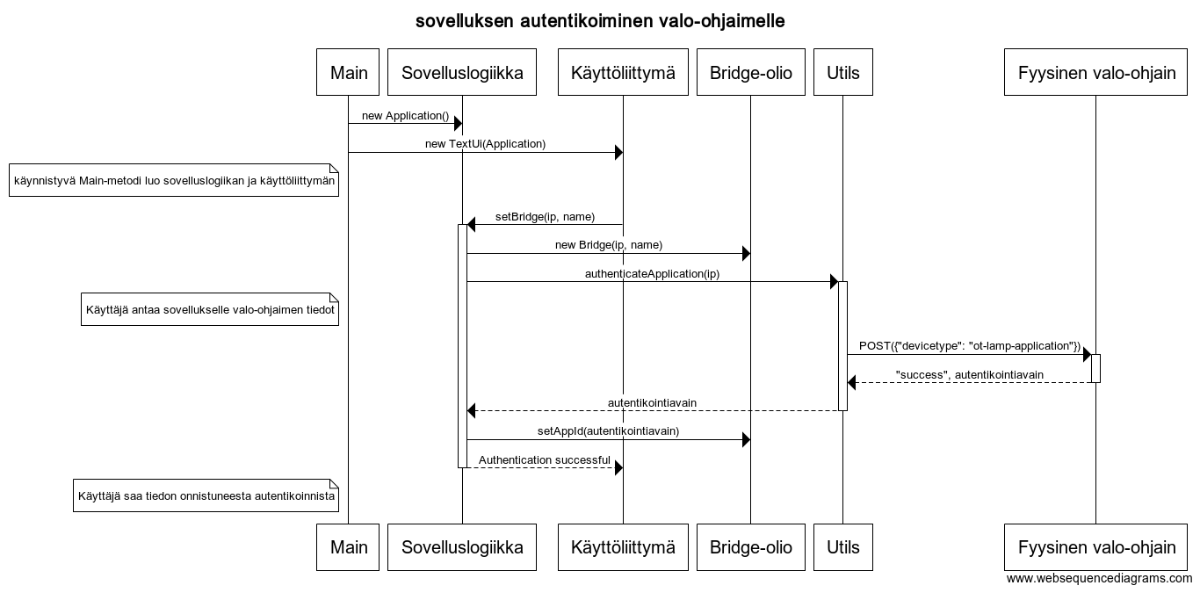 sovelluksen autentikoiminen valo-ohjaimelle
Main
Sovelluslogiikka
Käyttöliittymä
Bridge-olio
Utils
Fyysinen valo-ohjain
new Application()
new TextUi(Application)
käynnistyvä Main-metodi luo sovelluslogiikan ja käyttöliittymän
setBridge(ip, name)
new Bridge(ip, name)
authenticateApplication(ip)
Käyttäjä antaa sovellukselle valo-ohjaimen tiedot
POST({"devicetype": "ot-lamp-application"})
"success", autentikointiavain
autentikointiavain
setAppId(autentikointiavain)
Authentication successful
Käyttäjä saa tiedon onnistuneesta autentikoinnista
Main
Sovelluslogiikka
Käyttöliittymä
Bridge-olio
Utils
Fyysinen valo-ohjain
www.websequencediagrams.com